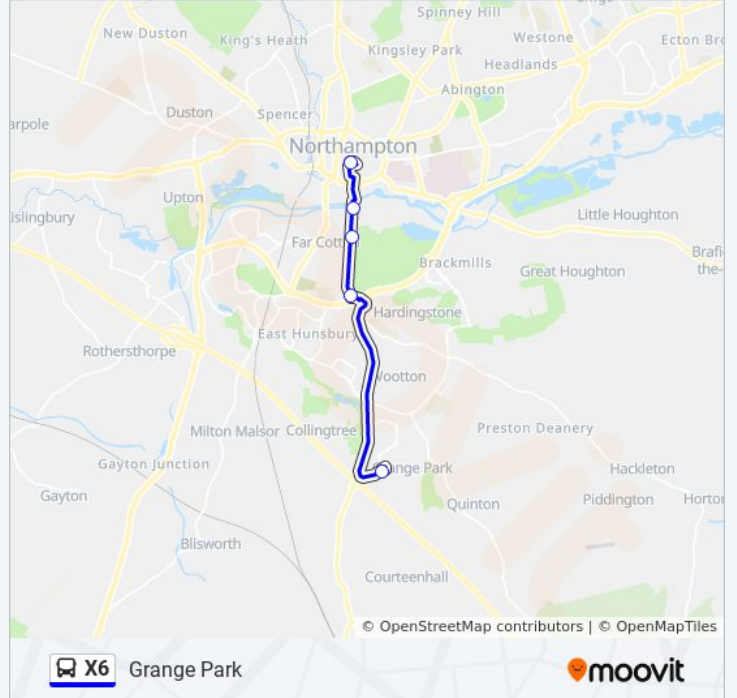 Spinney Hill
New Duston
King's Heath
Westone
Ecton Bro
Kingsley Park
Headlands
Abington
Duston
Spencer
arpole
Northampton
Upton
islingbury
Little Houghton
Far Cott
Brafi
the-
Brackmills
Great Houghton
Hardingstone
East Hunsbury
Rothersthorpe
Wootton
Milton Malsor
Collingtree
Preston Deanery
Gayton Junction
Grange Park
Hackleton
Gayton
Quinton
Piddington
Horto
Blisworth
Courteenhall
© OpenStreetMap contributors | © OpenMapTiles
X6 Grange Park
moovit